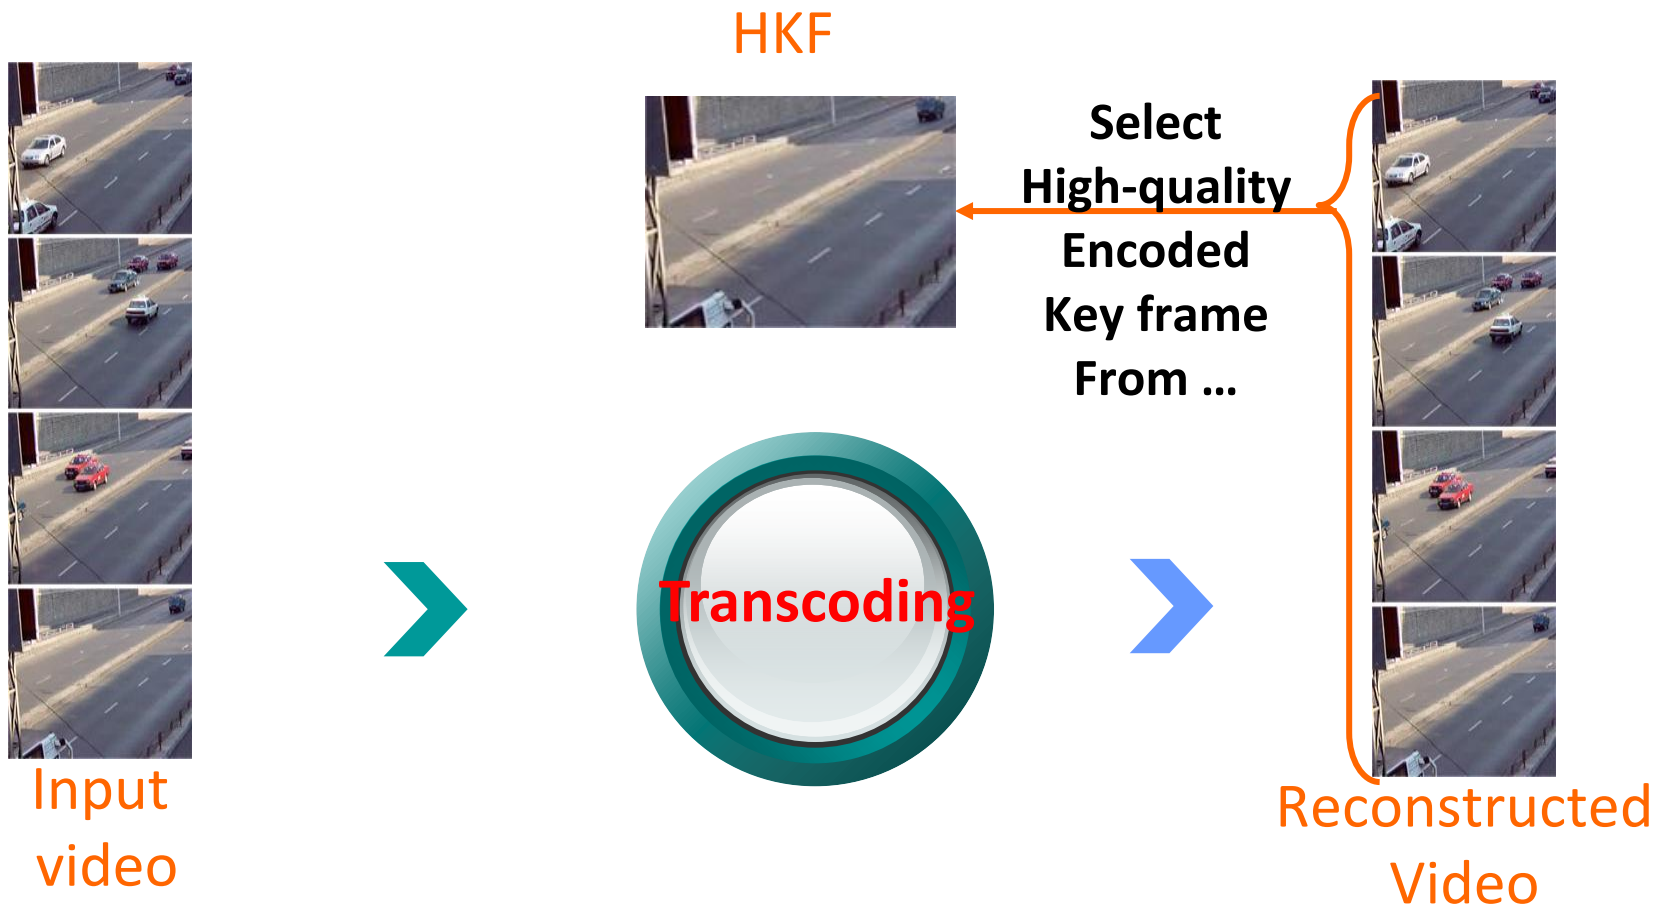 HKF
Select
High-quality
Encoded
Key frame
From ...
Transcoding
Input
video
Reconstructed
Video